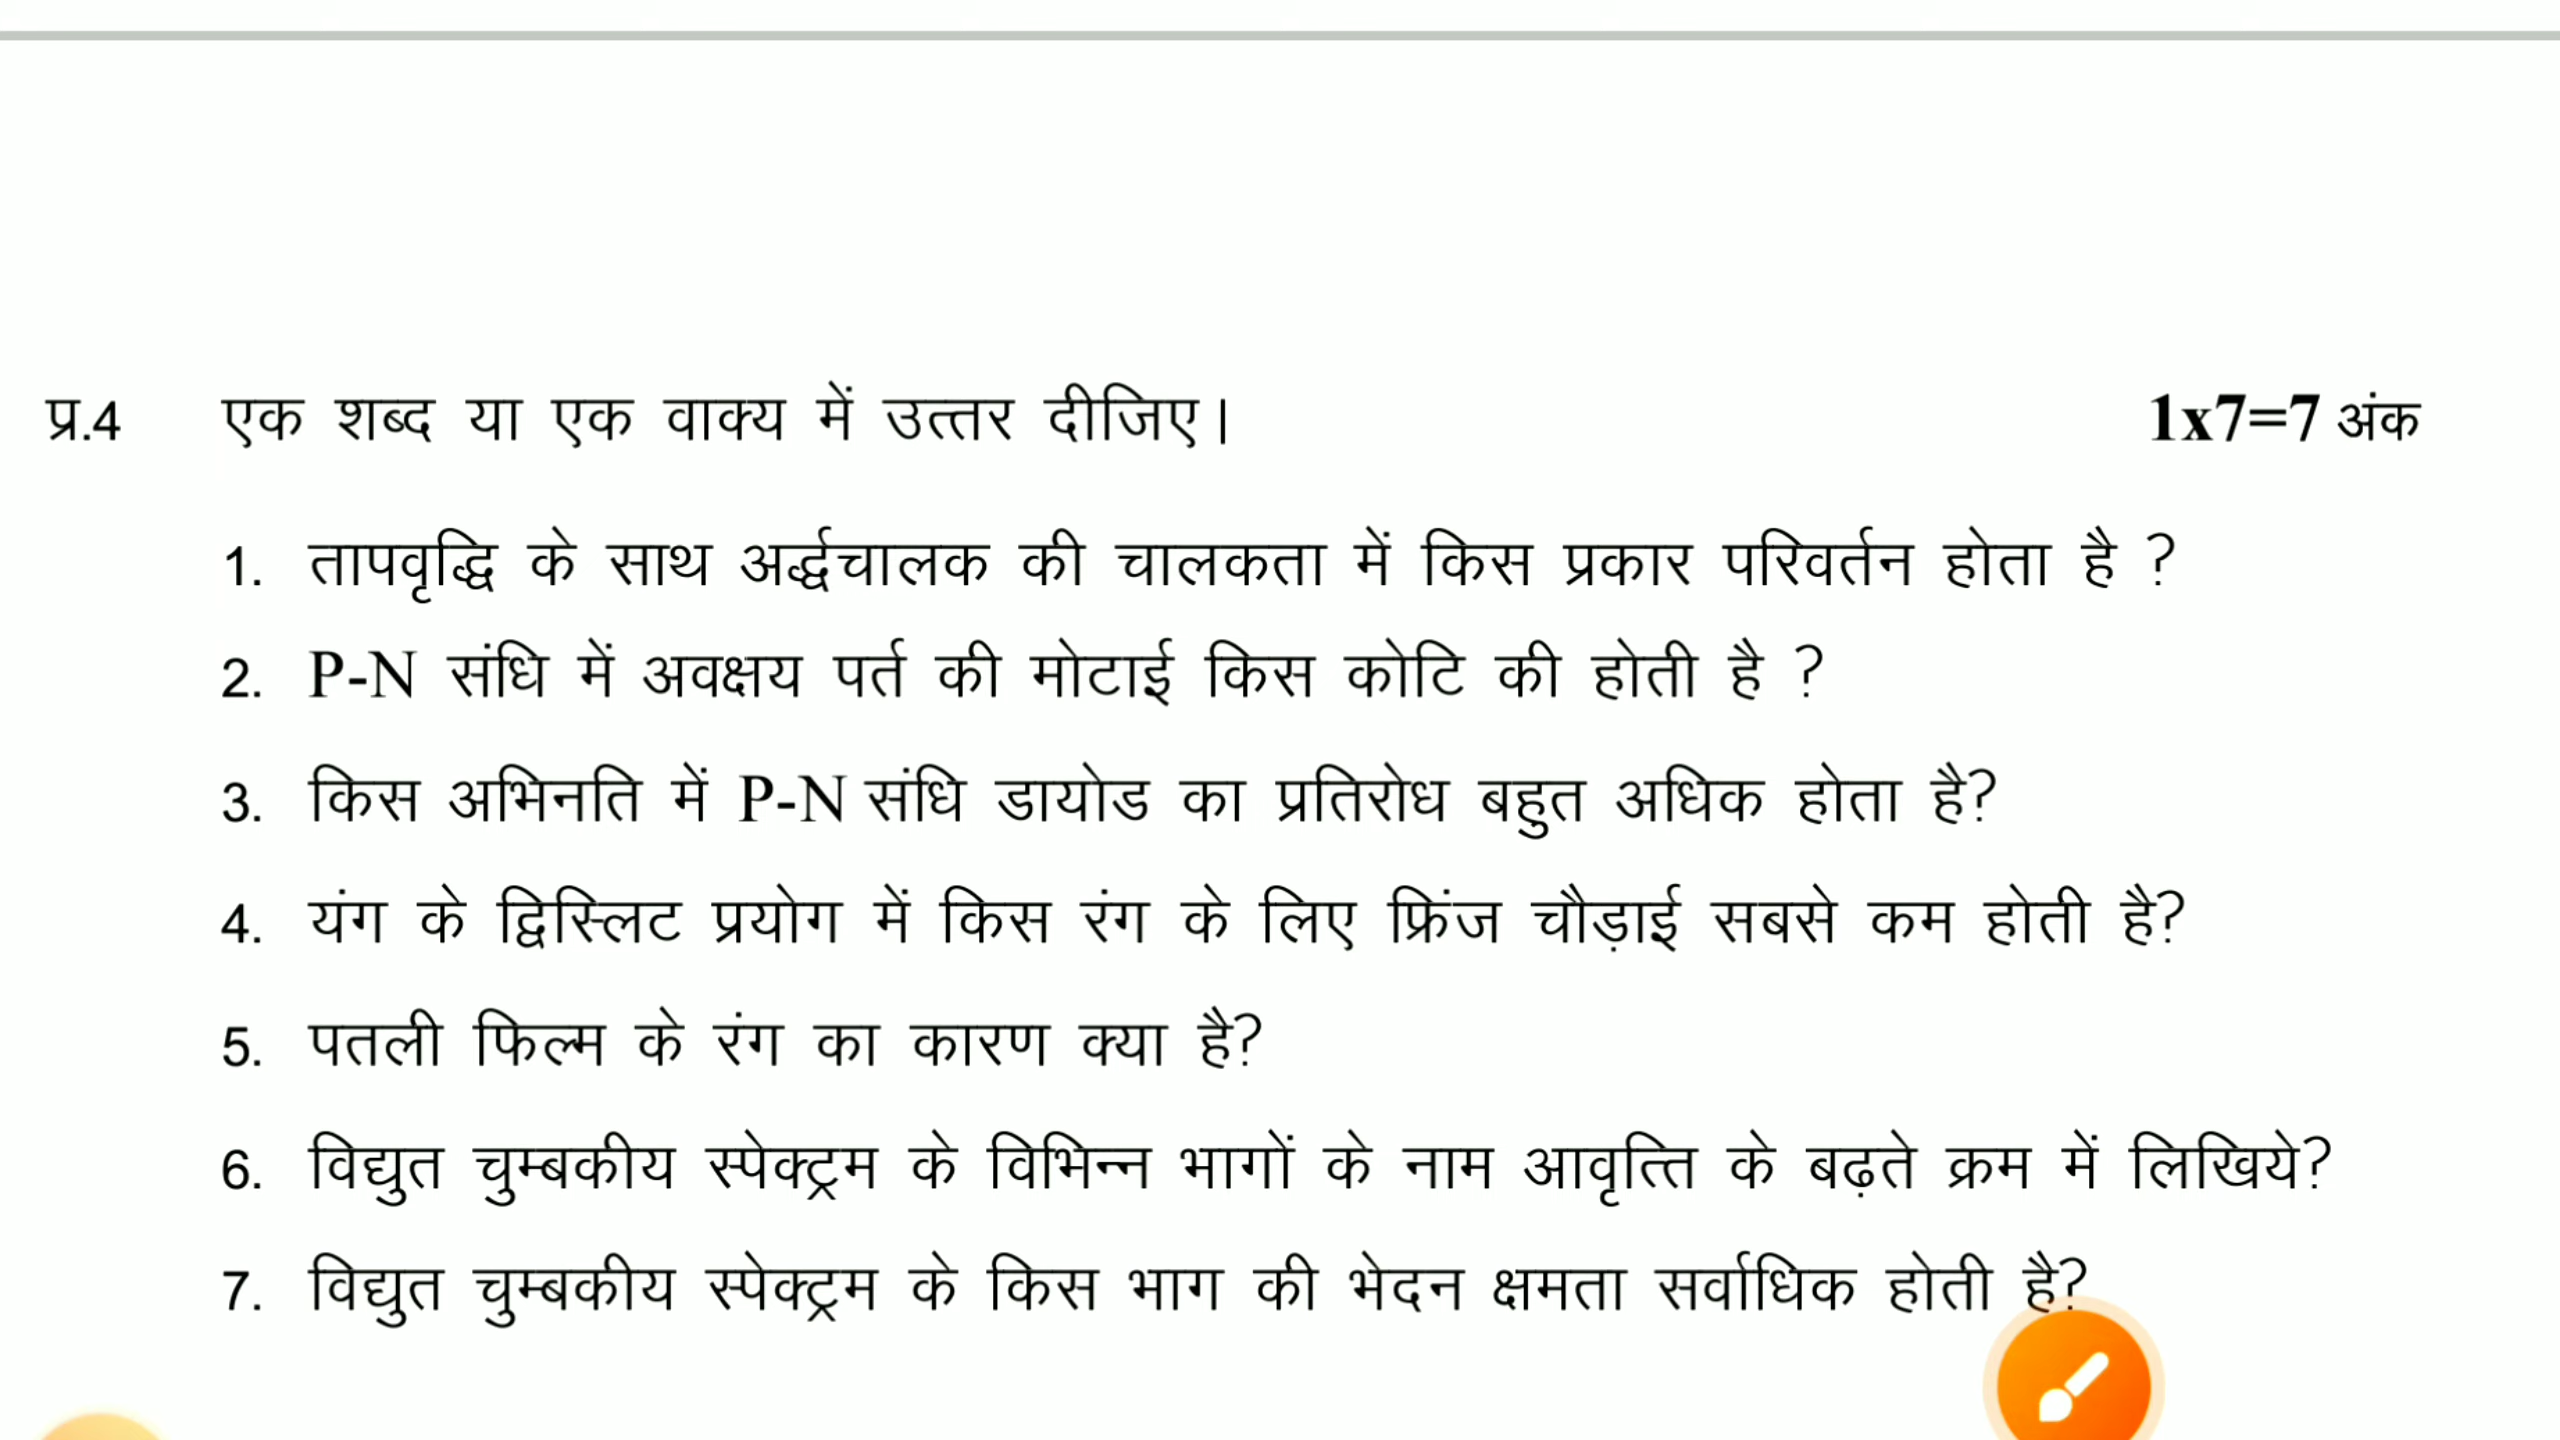 प्र.4 एक शब्द या एक वाक्य में उत्तर दीजिए। 1x7=7 अंक
1. तापवृद्धि के साथ अर्द्धचालक की चालकता में किस प्रकार परिवर्तन होता है ?
2. P-N संधि में अवक्षय पर्त की मोटाई किस कोटि की होती है ?
3. किस अभिनति में P-N संधि डायोड का प्रतिरोध बहुत अधिक होता है?
4. यंग के द्विस्लिट प्रयोग में किस रंग के लिए फ्रिंज चौड़ाई सबसे कम होती है?
5. पतली फिल्म के रंग का कारण क्या है?
6. विद्युत चुम्बकीय स्पेक्ट्रम के विभिन्न भागों के नाम आवृत्ति के बढ़ते क्रम में लिखिये?
7. विद्युत चुम्बकीय स्पेक्ट्रम के किस भाग की भेदन क्षमता सर्वाधिक होती है?